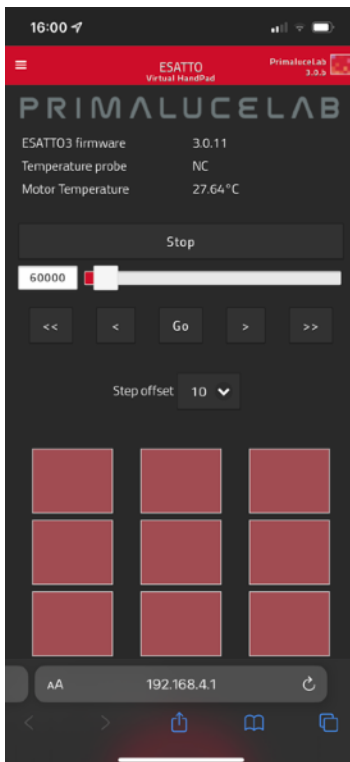 16:00
ESATTO
Virtual HandPad
PrimaluceLab
3.0.b
PRIMALUCELAB
ESATTO3 firmware 3.0.11
Temperature probe NC
Motor Temperature 27.64°C
Stop
60000
<< < Go > >>
Step offset 10
AA 192.168.4.1